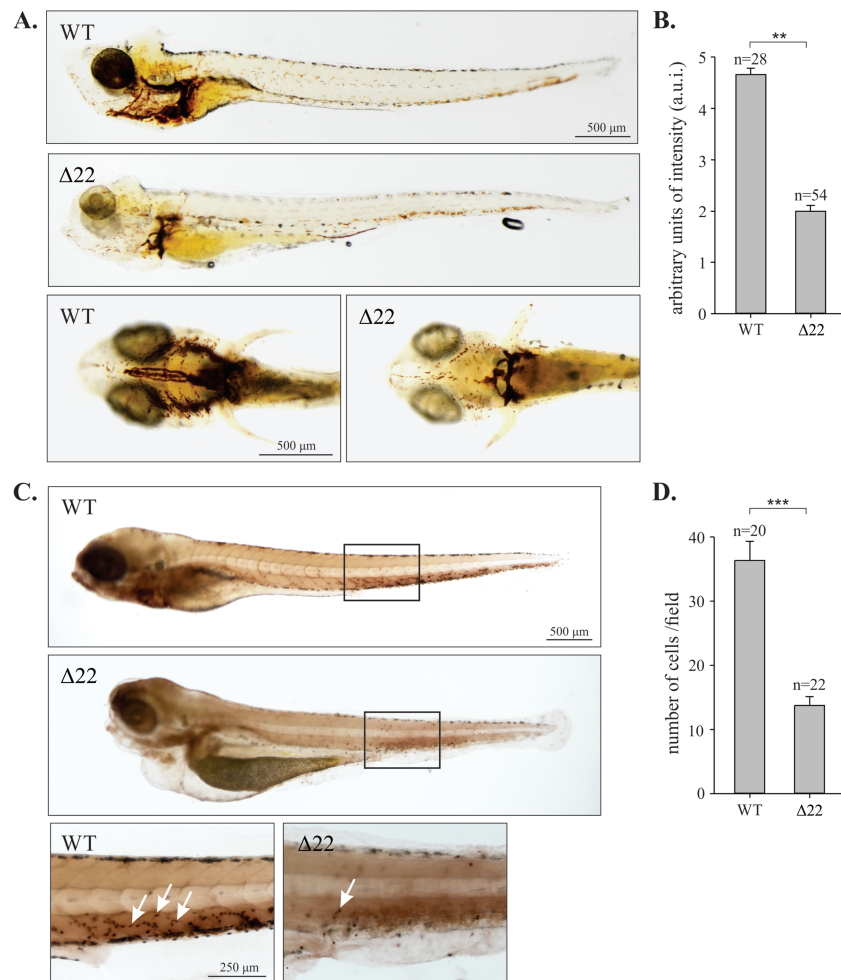 A.
WT
500 μm
Δ22
WT
500 μm
Δ22
B.
**
n=28
n=54
arbitrary units of intensity (a.u.i.)
5
4
3
2
1
0
WT Δ22
C.
WT
500 μm
Δ22
WT
250 μm
Δ22
D.
***
n=20
n=22
number of cells /field
40
30
20
10
0
WT Δ22